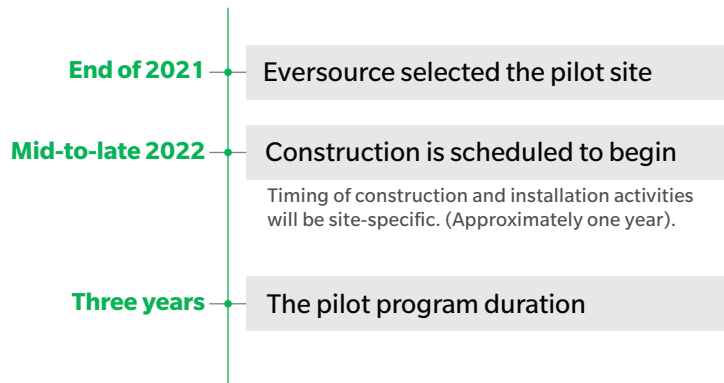 End of 2021
Eversource selected the pilot site
Mid-to-late 2022
Construction is scheduled to begin
Timing of construction and installation activities
will be site-specific. (Approximately one year).
Three years
The pilot program duration